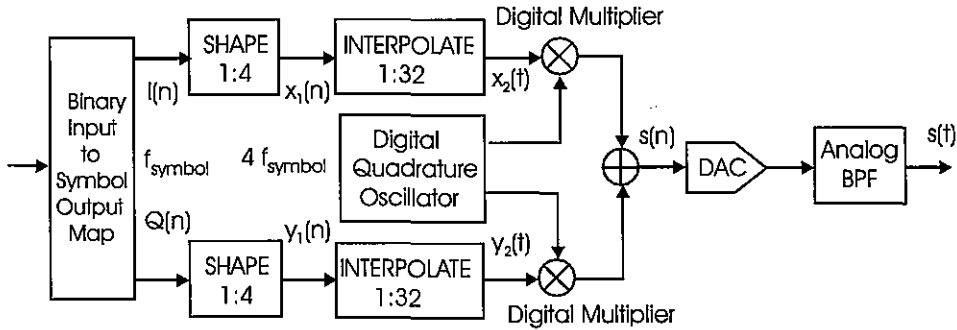 Digital Multiplier
SHAPE
1:4
INTERPOLATE
1:32
I(n)
x1(n)
x2(t)
Binary
Input
to
Symbol
Output
Map
fsymbol
4 fsymbol
Digital
Quadrature
Oscillator
s(n)
DAC
Analog
BPF
s(t)
Q(n)
y1(n)
y2(t)
SHAPE
1:4
INTERPOLATE
1:32
Digital Multiplier